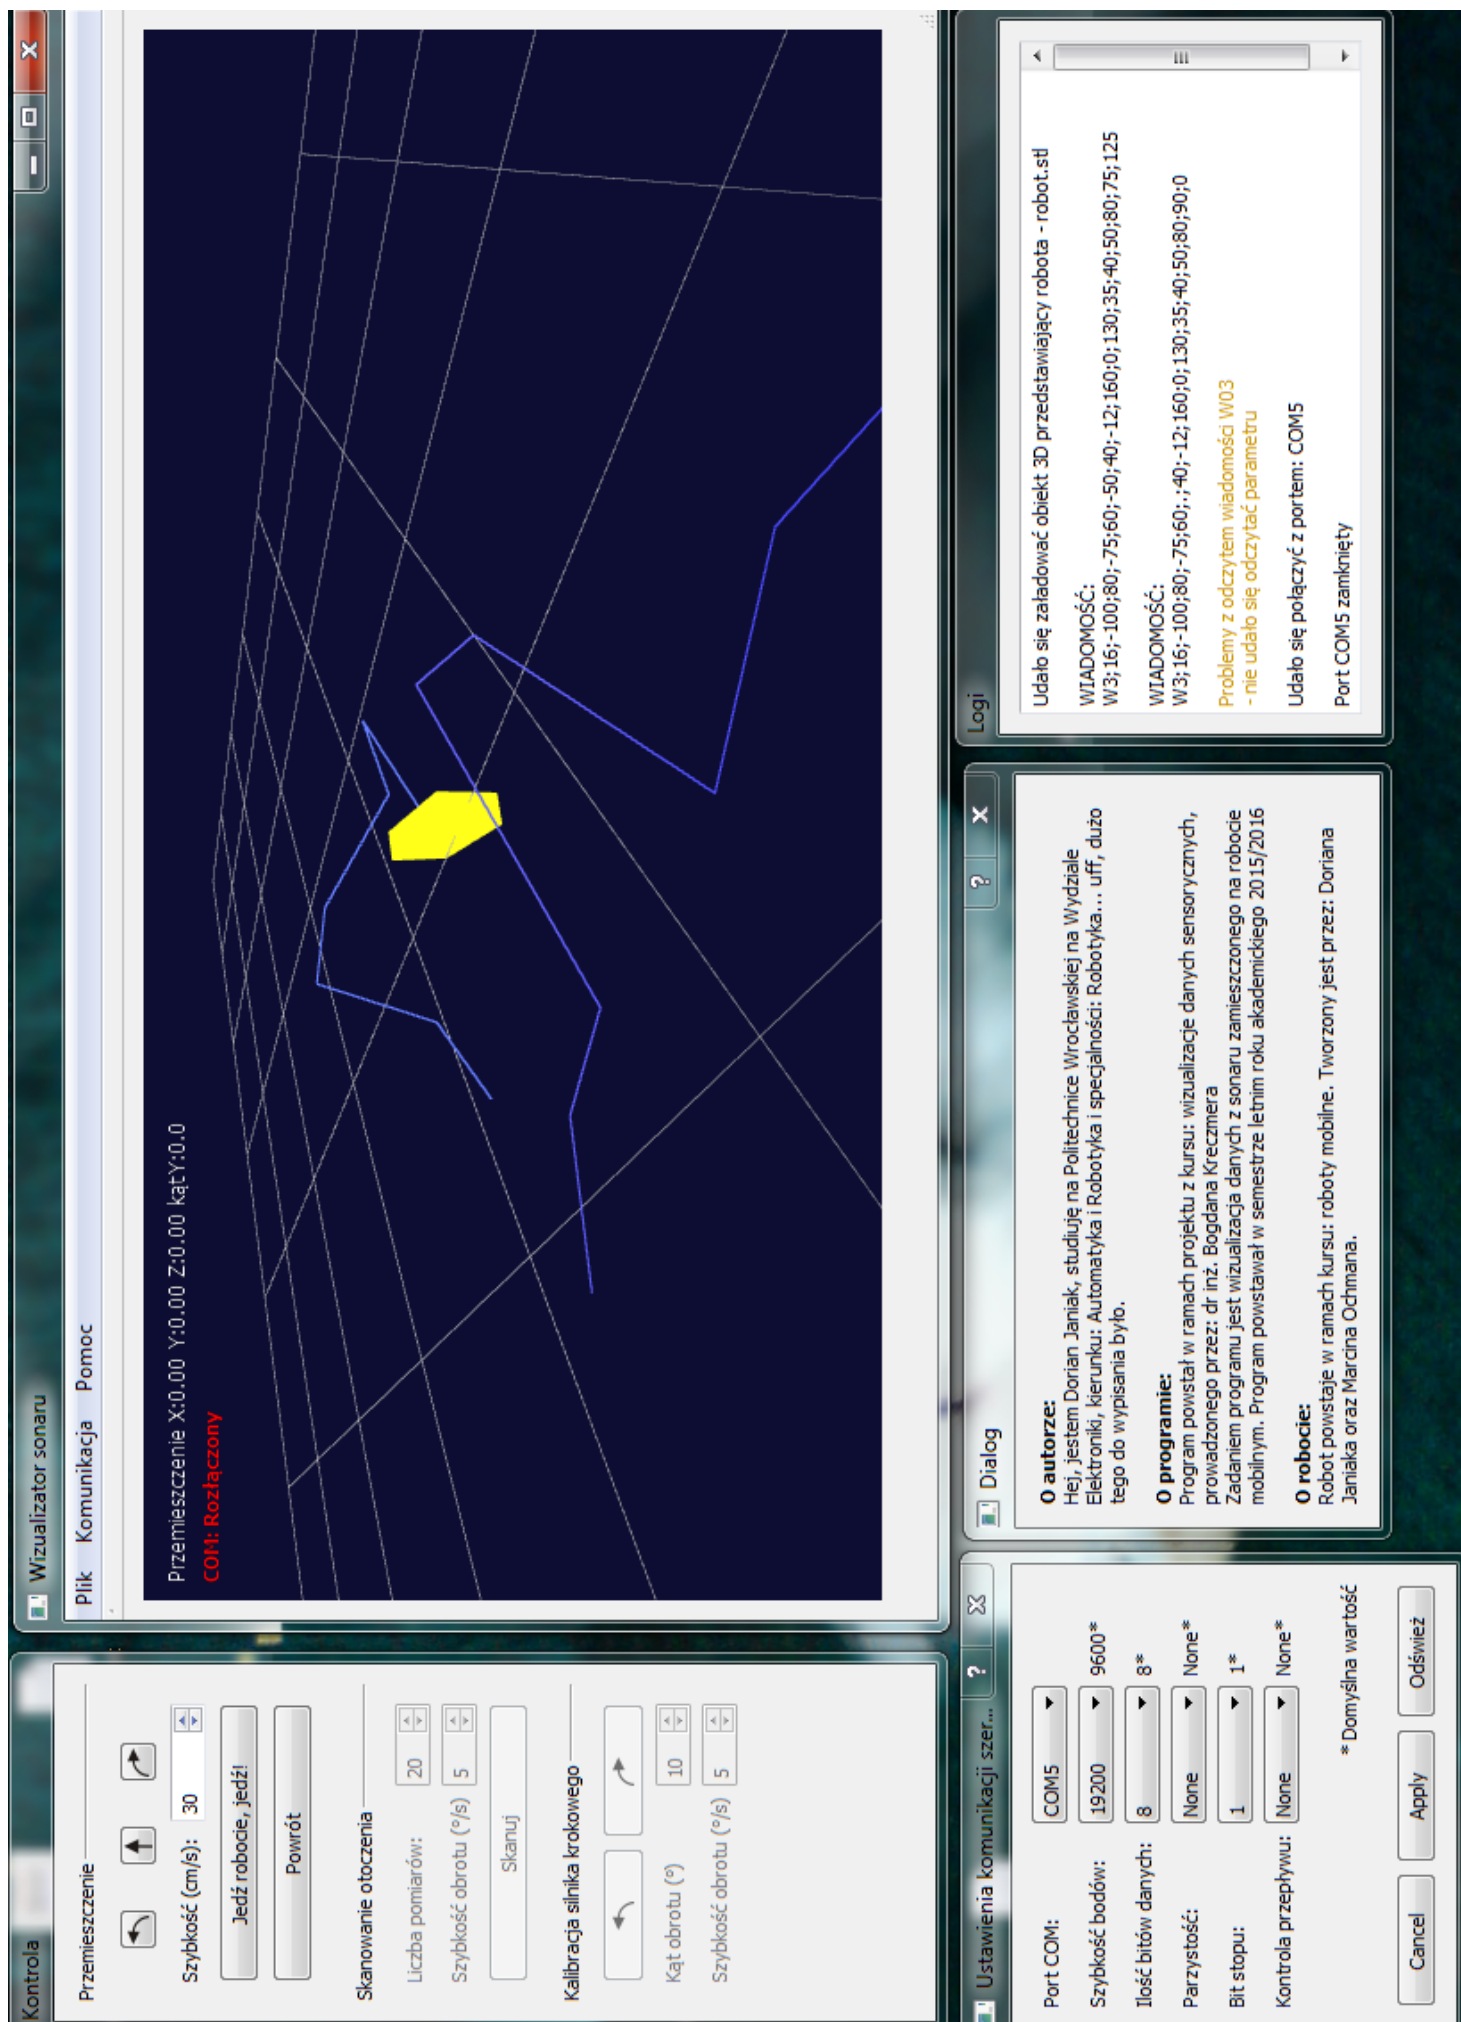 Kontrola
Przemieszczenie
Szybkość (cm/s): 30
Jedź robocie, jedź!
Powrót
Skanowanie otoczenia
Liczba pomiarów: 20
Szybkość obrotu (°/s) 5
Skanuj
Kalibracja silnika krokowego
Kąt obrotu (°) 10
Szybkość obrotu (°/s) 5
Wizualizator sonaru
Plik Komunikacja Pomoc
Przemieszczenie X:0.00 Y:0.00 Z:0.00 kątY:0.0
COM: Rozłączony
Ustawienia komunikacji szer...
Port COM: COM5
Szybkość bodów: 19200 9600*
Ilość bitów danych: 8 8*
Parzystość: None None*
Bit stopu: 1 1*
Kontrola przepływu: None None*
* Domyślna wartość
Cancel Apply Odśwież
Dialog
O autorze:
Hej, jestem Dorian Janiak, studiuję na Politechnice Wrocławskiej na Wydziale
Elektroniki, kierunku: Automatyka i Robotyka i specjalności: Robotyka... uff, dużo
tego do wypisania było.
O programie:
Program powstał w ramach projektu z kursu: wizualizacje danych sensorycznych,
prowadzonego przez: dr inż. Bogdana Kreczmera
Zadaniem programu jest wizualizacja danych z sonaru zamieszczonego na robocie
mobilnym. Program powstawał w semestrze letnim roku akademickiego 2015/2016
O robocie:
Robot powstaje w ramach kursu: roboty mobilne. Tworzony jest przez: Doriana
Janiaka oraz Marcina Ochmana.
Logi
Udało się załadować obiekt 3D przedstawiający robota - robot.stl
WIADOMOŚĆ:
W3;16;-100;80;-75;60;-50;40;-12;160;0;130;35;40;50;80;75;125
WIADOMOŚĆ:
W3;16;-100;80;-75;60;.;40;-12;160;0;130;35;40;50;80;90;0
Problemy z odczytem wiadomości W03
- nie udało się odczytać parametru
Udało się połączyć z portem: COM5
Port COM5 zamknięty